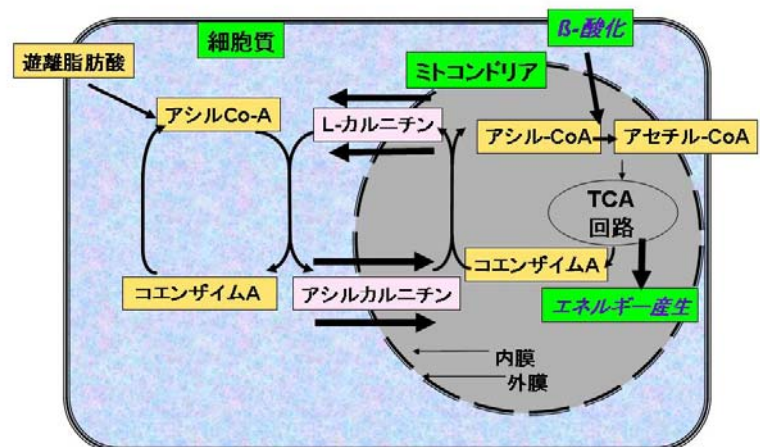 細胞質
ß-酸化
遊離脂肪酸
ミトコンドリア
アシルCo-A
L-カルニチン
アシル-CoA
アセチル-CoA
TCA
回路
コエンザイムA
アシルカルニチン
コエンザイムA
エネルギー産生
内膜
外膜